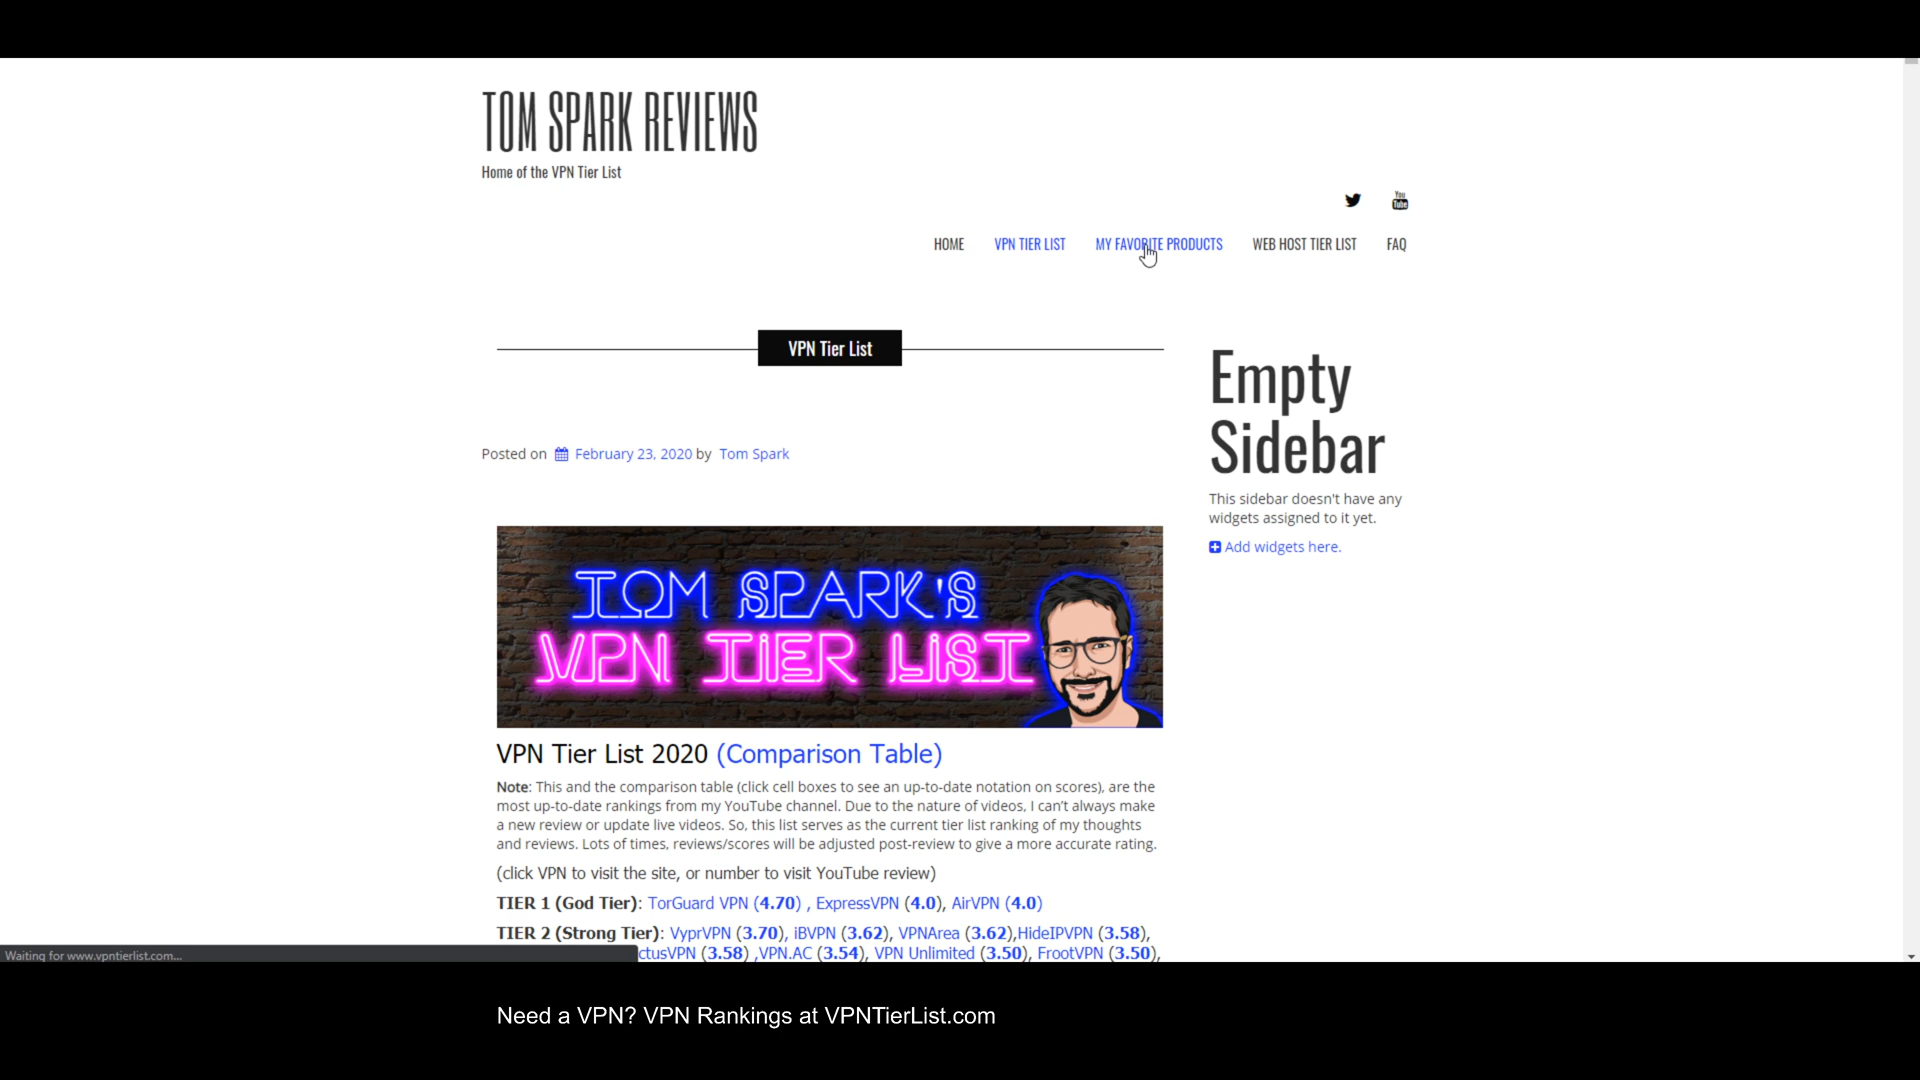 TOM SPARK REVIEWS
Home of the VPN Tier List
You
Tube
HOME VPN TIER LIST MY FAVORITE PRODUCTS WEB HOST TIER LIST FAQ
VPN Tier List
Empty
Sidebar
This sidebar doesn't have any
widgets assigned to it yet.
Add widgets here.
Posted on February 23, 2020 by Tom Spark
TOM SPARK'S
VPN TIER LIST
VPN Tier List 2020 (Comparison Table)
Note: This and the comparison table (click cell boxes to see an up-to-date notation on scores), are the
most up-to-date rankings from my YouTube channel. Due to the nature of videos, I can't always make
a new review or update live videos. So, this list serves as the current tier list ranking of my thoughts
and reviews. Lots of times, reviews/scores will be adjusted post-review to give a more accurate rating.
(click VPN to visit the site, or number to visit YouTube review)
TIER 1 (God Tier): TorGuard VPN (4.70) , ExpressVPN (4.0), AirVPN (4.0)
TIER 2 (Strong Tier): VyprVPN (3.70), iBVPN (3.62), VPNArea (3.62),HideIPVPN (3.58),
ctusVPN (3.58) ,VPN.AC (3.54), VPN Unlimited (3.50), FrootVPN (3.50),
Waiting for www.vpntierlist.com...
Need a VPN? VPN Rankings at VPNTierList.com